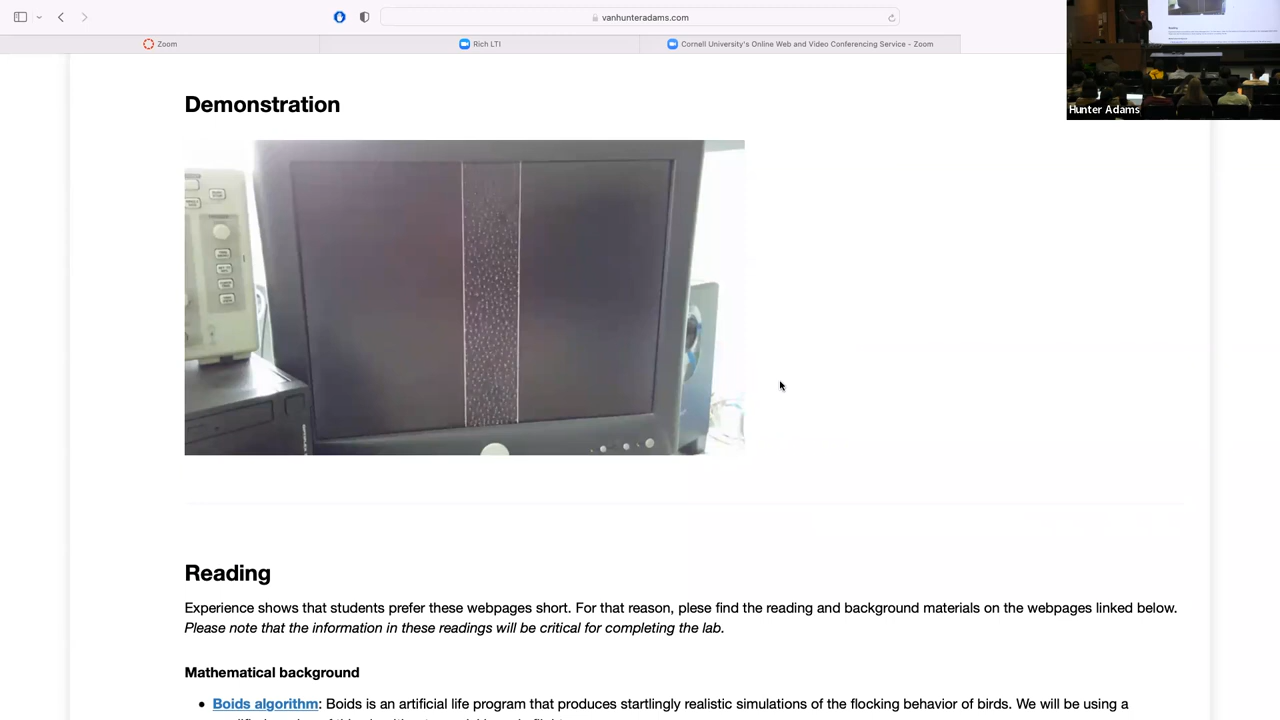 vanhunteradams.com
Zoom
Rich LTI
Cornell University's Online Web and Video Conferencing Service - Zoom
Hunter Adams
Demonstration
Reading
Experience shows that students prefer these webpages short. For that reason, plese find the reading and background materials on the webpages linked below.
Please note that the information in these readings will be critical for completing the lab.
Mathematical background
• Boids algorithm: Boids is an artificial life program that produces startlingly realistic simulations of the flocking behavior of birds. We will be using a